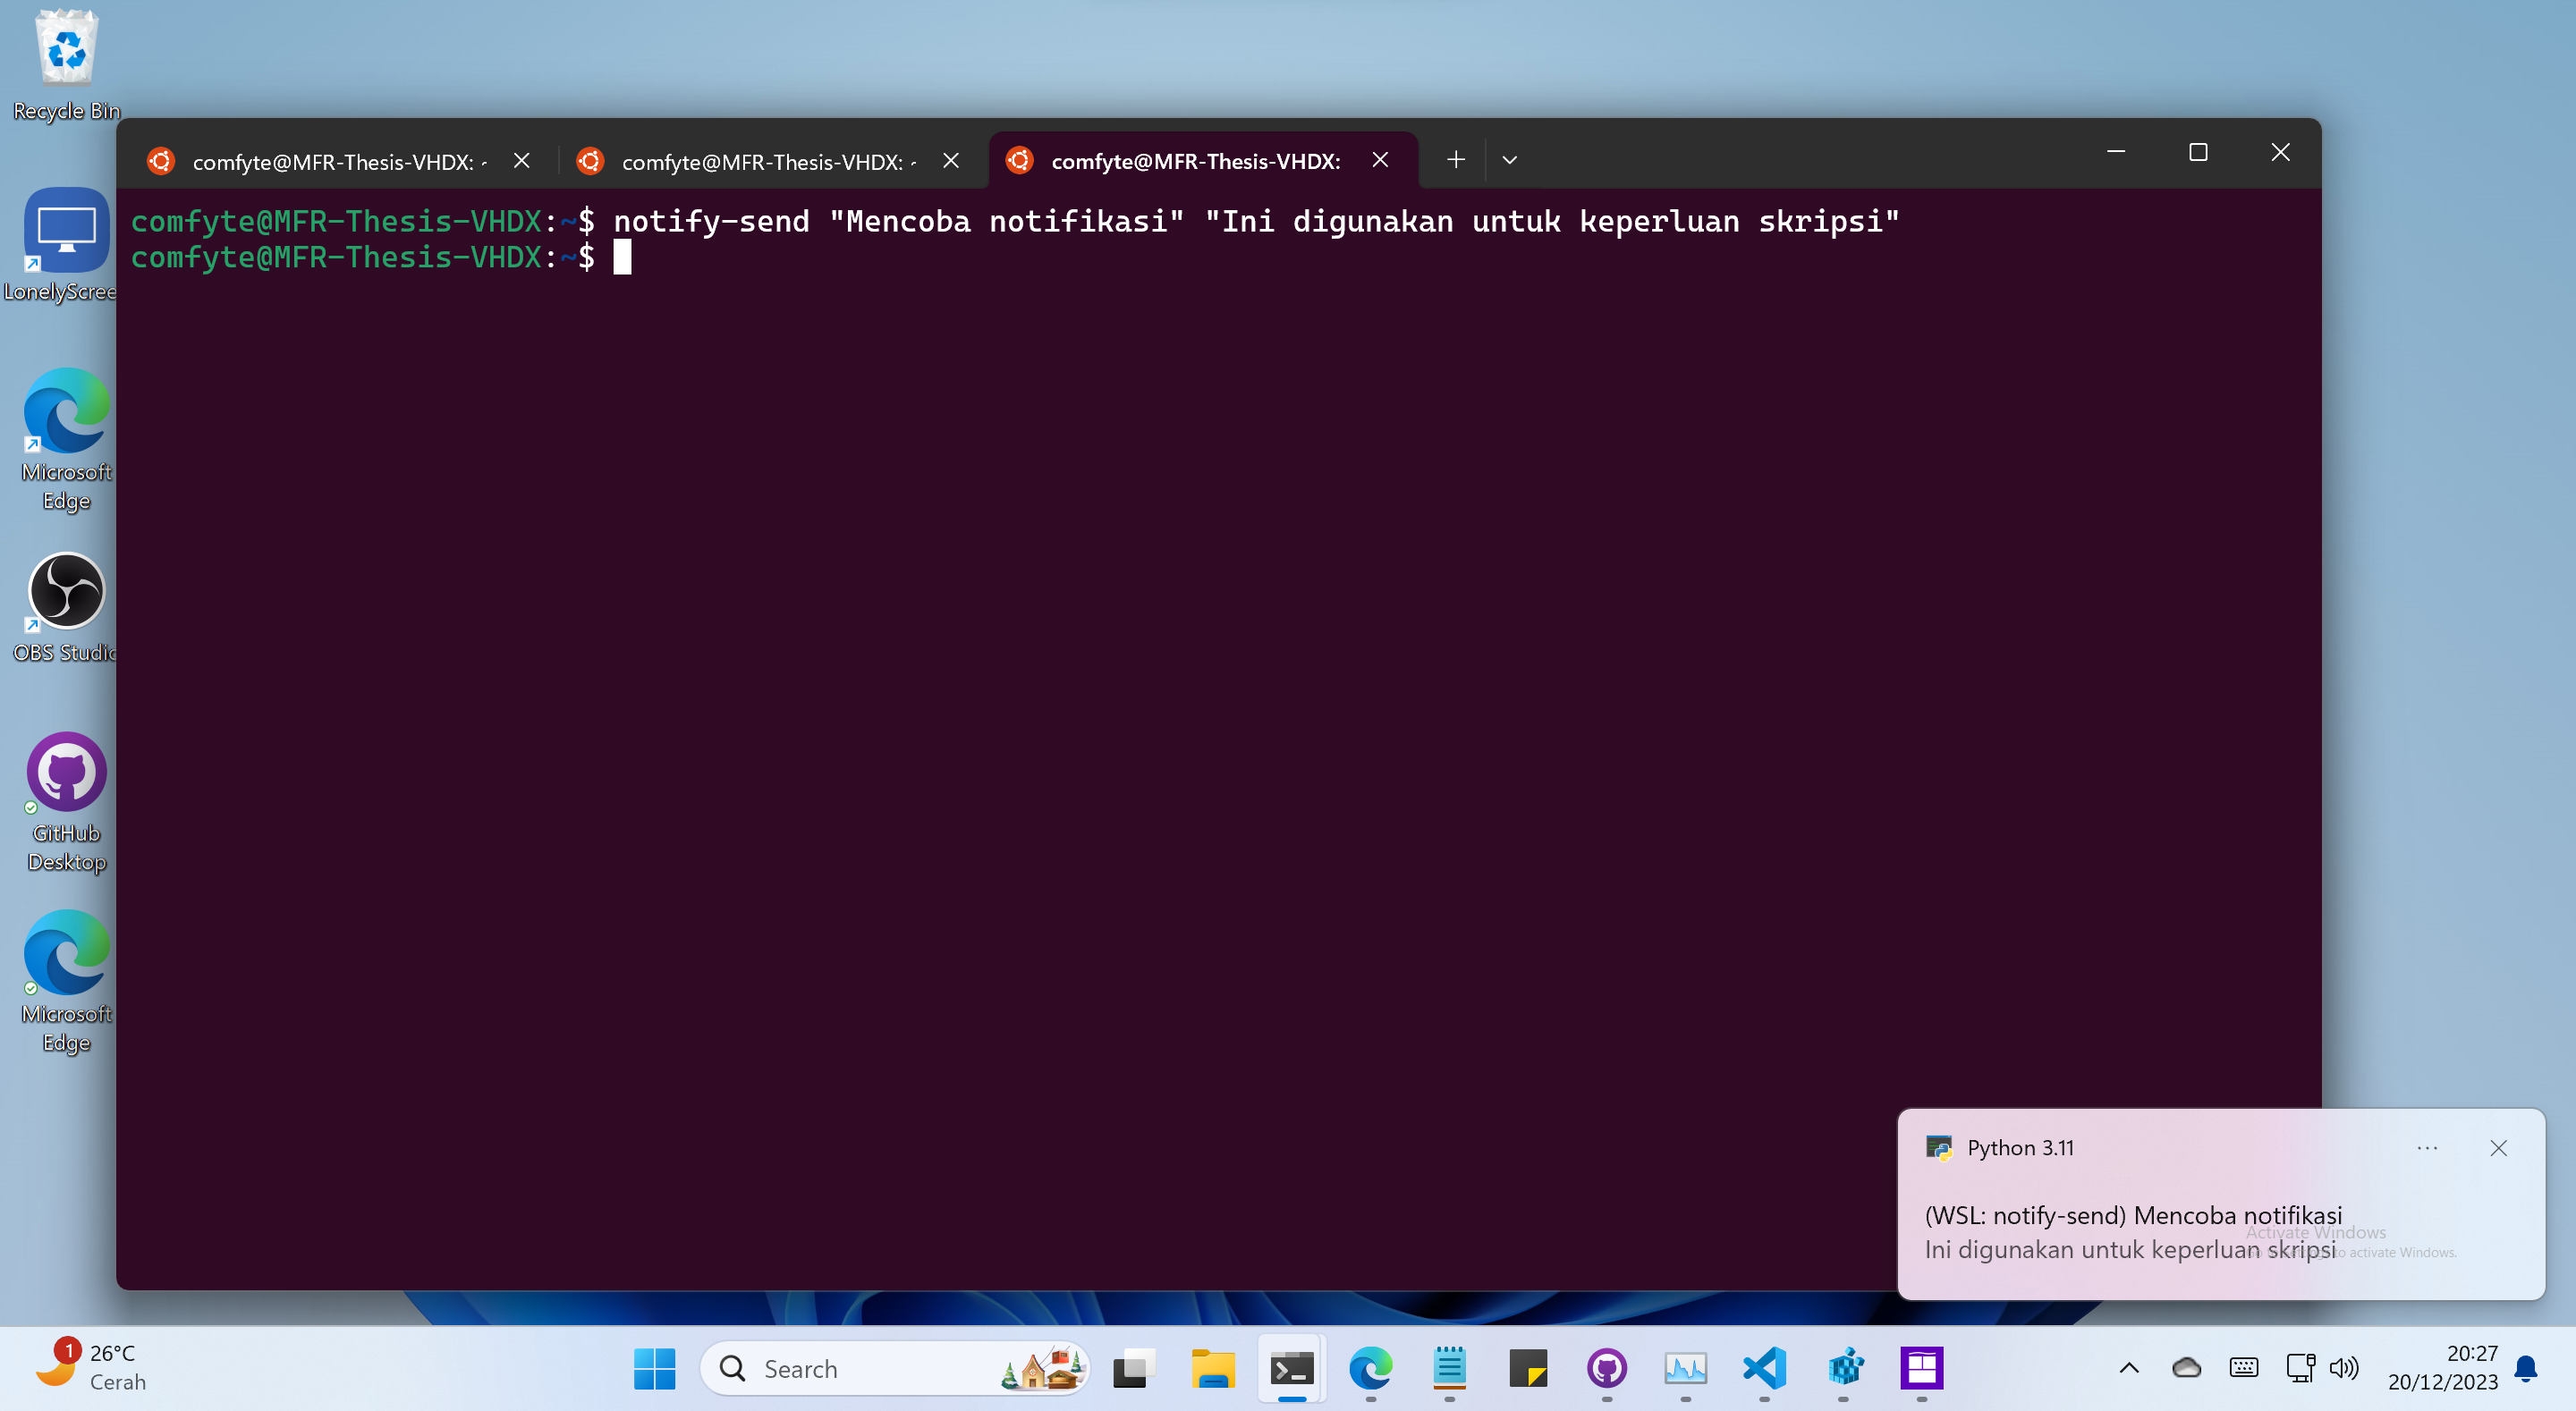 Recycle Bin
LonelyScree
Microsoft
Edge
OBS Studio
GitHub
Desktop
Microsoft
Edge
comfyte@MFR-Thesis-VHDX: ~
comfyte@MFR-Thesis-VHDX: ~
comfyte@MFR-Thesis-VHDX:
comfyte@MFR-Thesis-VHDX:~$ notify-send "Mencoba notifikasi" "Ini digunakan untuk keperluan skripsi"
comfyte@MFR-Thesis-VHDX:~$
Python 3.11
(WSL: notify-send) Mencoba notifikasi
Ini digunakan untuk keperluan skripsi
Activate Windows
to activate Windows.
1
26°C
Cerah
Search
20:27
20/12/2023